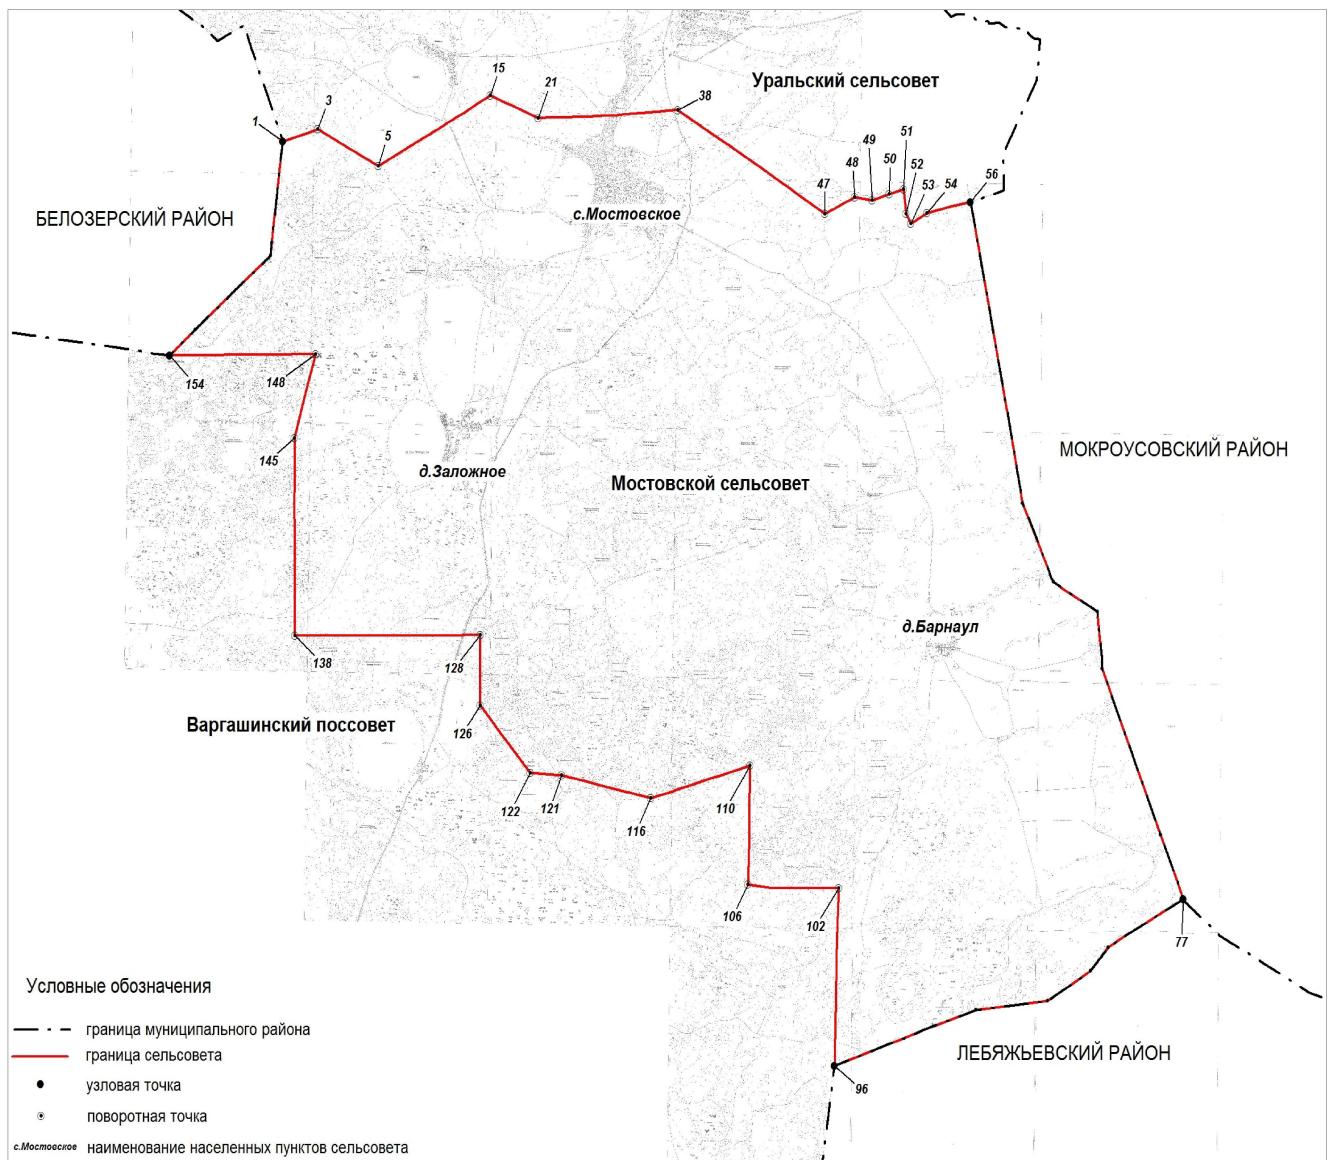 15
Уральский сельсовет
21
3
38
1
5
51
49
50
48
52
53
54
56
47
БЕЛОЗЕРСКИЙ РАЙОН
с.Мостовское
154
148
145
МОКРОУСОВСКИЙ РАЙОН
д.Заложное
Мостовской сельсовет
д.Барнаул
138
128
126
Варгашинский поссовет
122
121
110
116
106
102
77
Условные обозначения
граница муниципального района
граница сельсовета
ЛЕБЯЖЬЕВСКИЙ РАЙОН
узловая точка
96
поворотная точка
с.Мостовское наименование населенных пунктов сельсовета